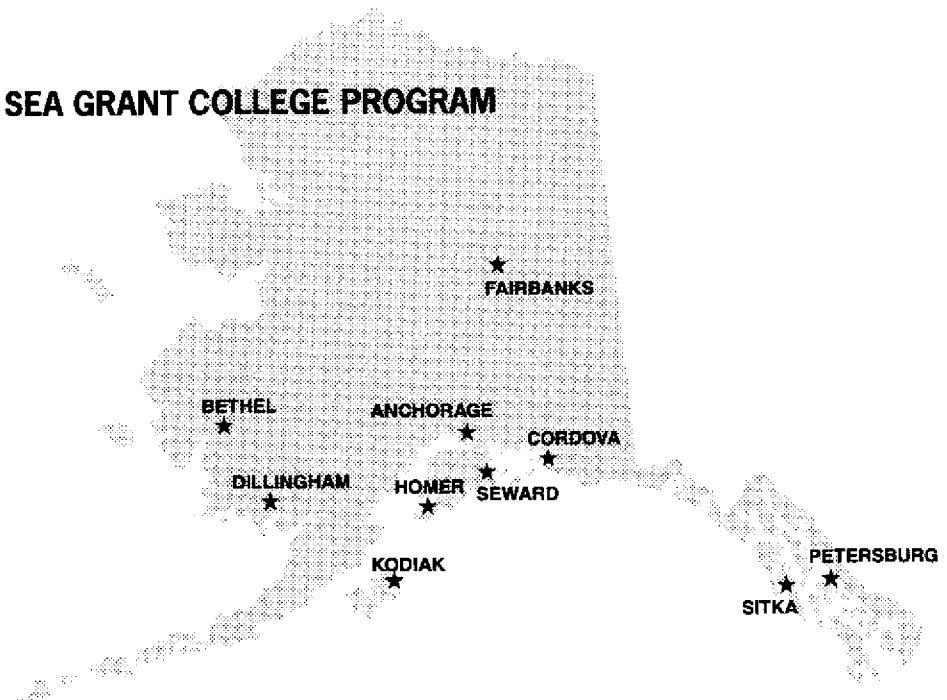 SEA GRANT COLLEGE PROGRAM
FAIRBANKS
BETHEL
ANCHORAGE
CORDOVA
DILLINGHAM
HOMER
SEWARD
KODIAK
PETERSBURG
SITKA